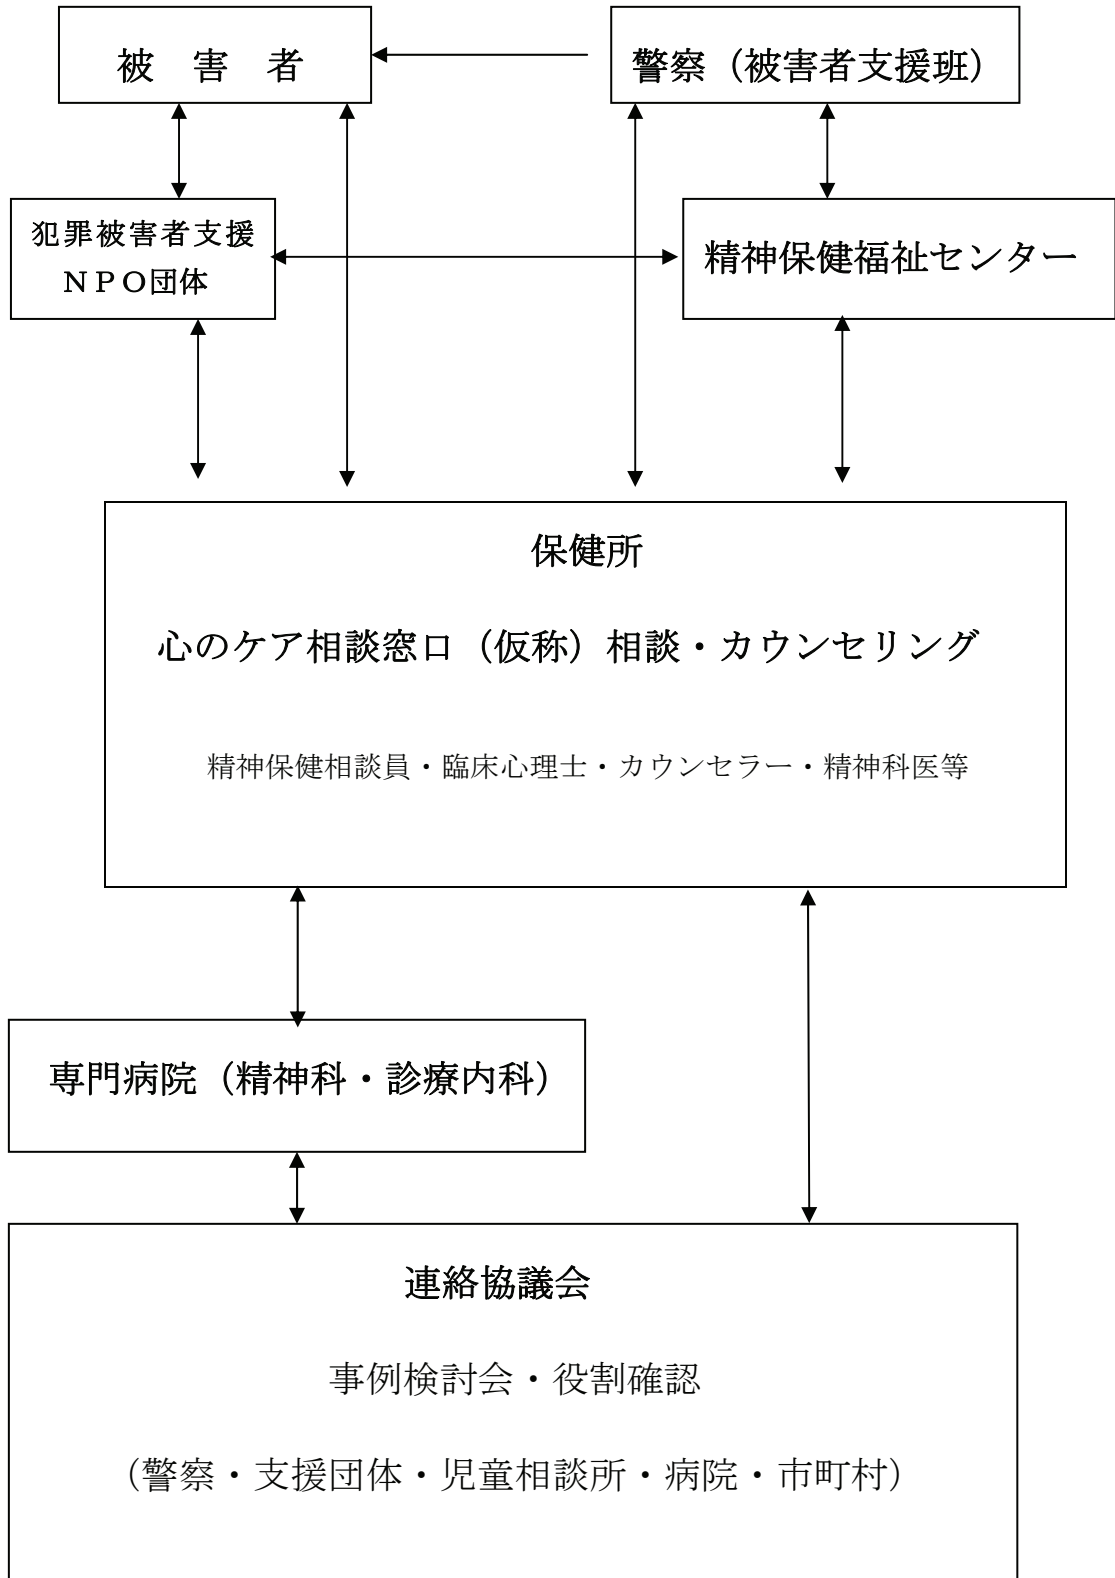 被　害　者
警察（被害者支援班）
犯罪被害者支援
ＮＰＯ団体
精神保健福祉センター
保健所
心のケア相談窓口（仮称）相談・カウンセリング
精神保健相談員・臨床心理士・カウンセラー・精神科医等
専門病院（精神科・診療内科）
連絡協議会
事例検討会・役割確認
（警察・支援団体・児童相談所・病院・市町村）